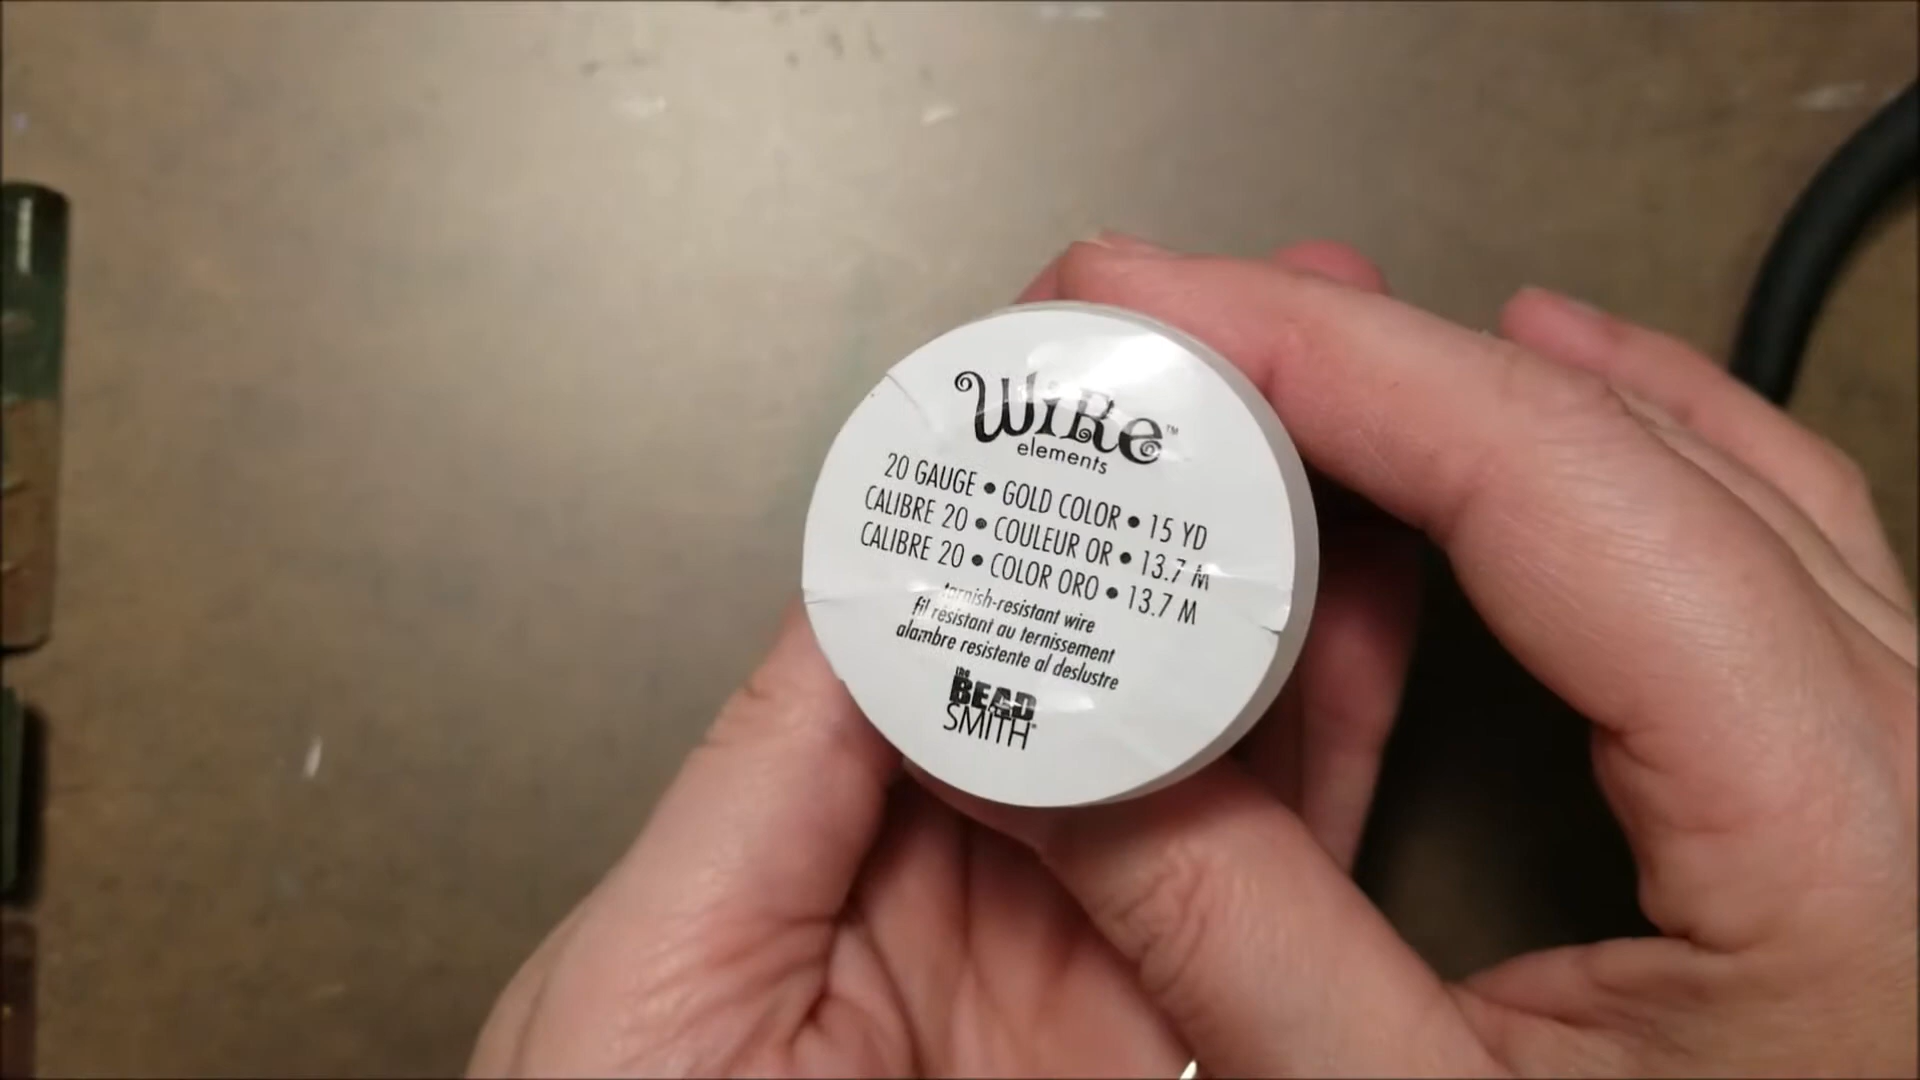 WiRe™
elements
20 GAUGE • GOLD COLOR • 15 YD
CALIBRE 20 • COULEUR OR • 13.7 M
CALIBRE 20 • COLOR ORO • 13.7 M
tarnish-resistant wire
fil résistant au ternissement
alambre resistente al deslustre
the
BEAD
SMITH®